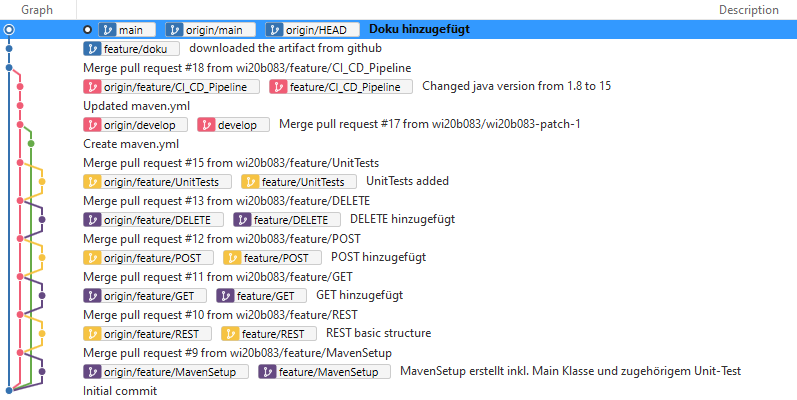 Graph Description
main origin/main origin/HEAD Doku hinzugefügt
feature/doku downloaded the artifact from github
Merge pull request #18 from wi20b083/feature/CI_CD_Pipeline
origin/feature/CI_CD_Pipeline feature/CI_CD_Pipeline Changed java version from 1.8 to 15
Updated maven.yml
origin/develop develop Merge pull request #17 from wi20b083/wi20b083-patch-1
Create maven.yml
Merge pull request #15 from wi20b083/feature/UnitTests
origin/feature/UnitTests feature/UnitTests UnitTests added
Merge pull request #13 from wi20b083/feature/DELETE
origin/feature/DELETE feature/DELETE DELETE hinzugefügt
Merge pull request #12 from wi20b083/feature/POST
origin/feature/POST feature/POST POST hinzugefügt
Merge pull request #11 from wi20b083/feature/GET
origin/feature/GET feature/GET GET hinzugefügt
Merge pull request #10 from wi20b083/feature/REST
origin/feature/REST feature/REST REST basic structure
Merge pull request #9 from wi20b083/feature/MavenSetup
origin/feature/MavenSetup feature/MavenSetup MavenSetup erstellt inkl. Main Klasse und zugehörigem Unit-Test
Initial commit